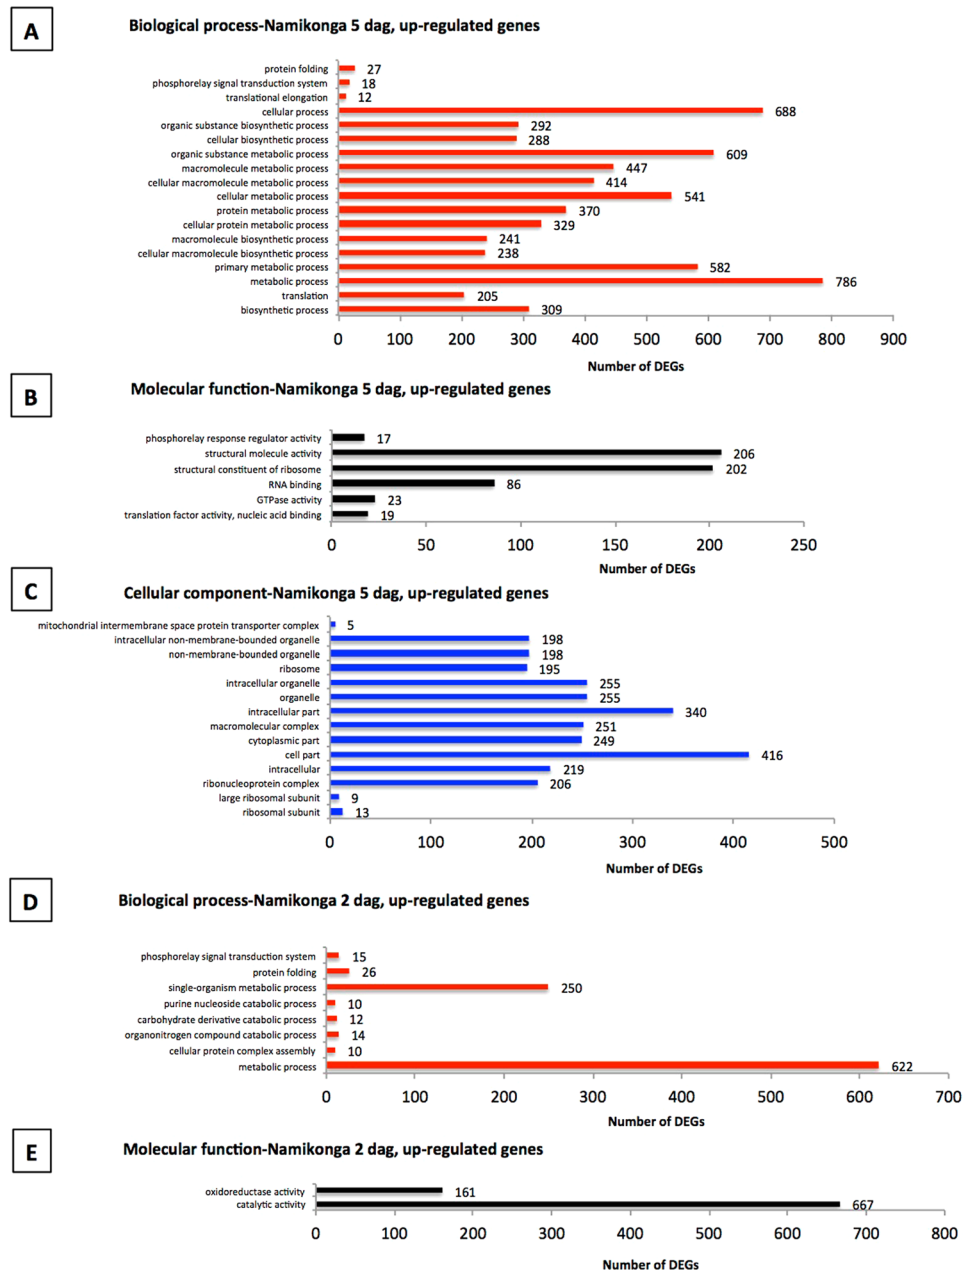 A
Biological process-Namikonga 5 dag, up-regulated genes
protein folding 27
phosphorelay signal transduction system 18
translational elongation 12
cellular process 688
organic substance biosynthetic process 292
cellular biosynthetic process 288
organic substance metabolic process 609
macromolecule metabolic process 447
cellular macromolecule metabolic process 414
cellular metabolic process 541
protein metabolic process 370
cellular protein metabolic process 329
macromolecule biosynthetic process 241
cellular macromolecule biosynthetic process 238
primary metabolic process 582
metabolic process 786
translation 205
biosynthetic process 309
0 100 200 300 400 500 600 700 800 900
Number of DEGs
B
Molecular function-Namikonga 5 dag, up-regulated genes
phosphorelay response regulator activity 17
structural molecule activity 206
structural constituent of ribosome 202
RNA binding 86
GTPase activity 23
translation factor activity, nucleic acid binding 19
0 50 100 150 200 250
Number of DEGs
C
Cellular component-Namikonga 5 dag, up-regulated genes
mitochondrial intermembrane space protein transporter complex 5
intracellular non-membrane-bounded organelle 198
non-membrane-bounded organelle 198
ribosome 195
intracellular organelle 255
organelle 255
intracellular part 340
macromolecular complex 251
cytoplasmic part 249
cell part 416
intracellular 219
ribonucleoprotein complex 206
large ribosomal subunit 9
ribosomal subunit 13
0 100 200 300 400 500
Number of DEGs
D
Biological process-Namikonga 2 dag, up-regulated genes
phosphorelay signal transduction system 15
protein folding 26
single-organism metabolic process 250
purine nucleoside catabolic process 10
carbohydrate derivative catabolic process 12
organonitrogen compound catabolic process 14
cellular protein complex assembly 10
metabolic process 622
0 100 200 300 400 500 600 700
Number of DEGs
E
Molecular function-Namikonga 2 dag, up-regulated genes
oxidoreductase activity 161
catalytic activity 667
0 100 200 300 400 500 600 700 800
Number of DEGs